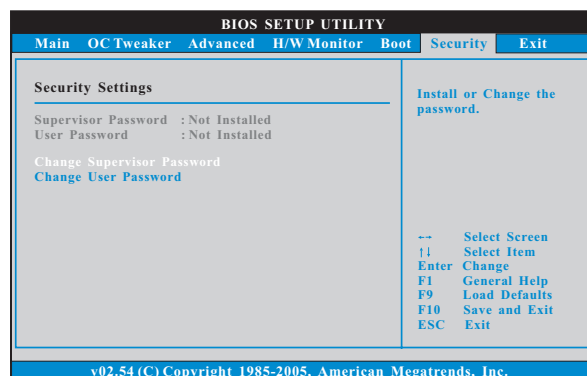 BIOS SETUP UTILITY
Main OC Tweaker Advanced H/W Monitor Boot Security Exit
Security Settings
Supervisor Password : Not Installed
User Password : Not Installed
Change Supervisor Password
Change User Password
Install or Change the
password.
←→ Select Screen
↑↓ Select Item
Enter Change
F1 General Help
F9 Load Defaults
F10 Save and Exit
ESC Exit
v02.54 (C) Copyright 1985-2005, American Megatrends, Inc.